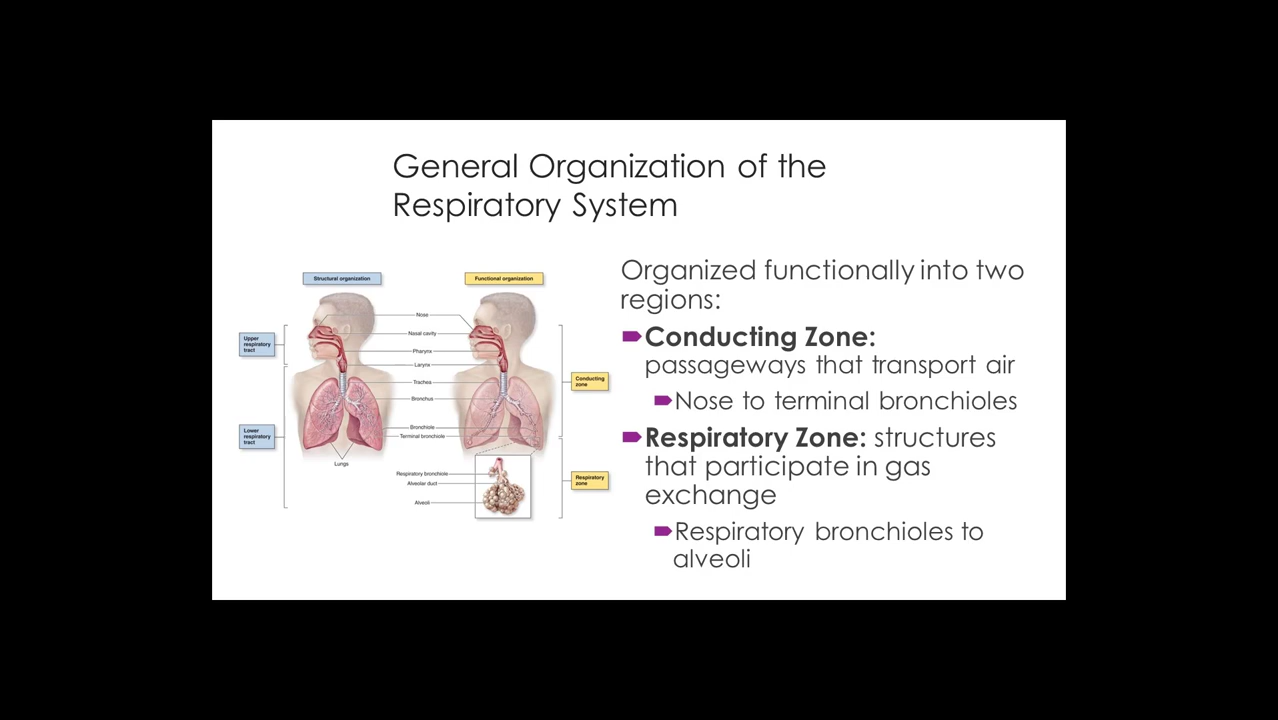 General Organization of the
Respiratory System
Structural organization
Functional organization
Nose
Nasal cavity
Upper
respiratory
tract
Pharynx
Larynx
Trachea
Conducting
zone
Bronchus
Bronchiole
Lower
respiratory
tract
Terminal bronchiole
Lungs
Respiratory bronchiole
Alveolar duct
Respiratory
zone
Alveoli
Organized functionally into two
regions:
Conducting Zone:
passageways that transport air
Nose to terminal bronchioles
Respiratory Zone: structures
that participate in gas
exchange
Respiratory bronchioles to
alveoli